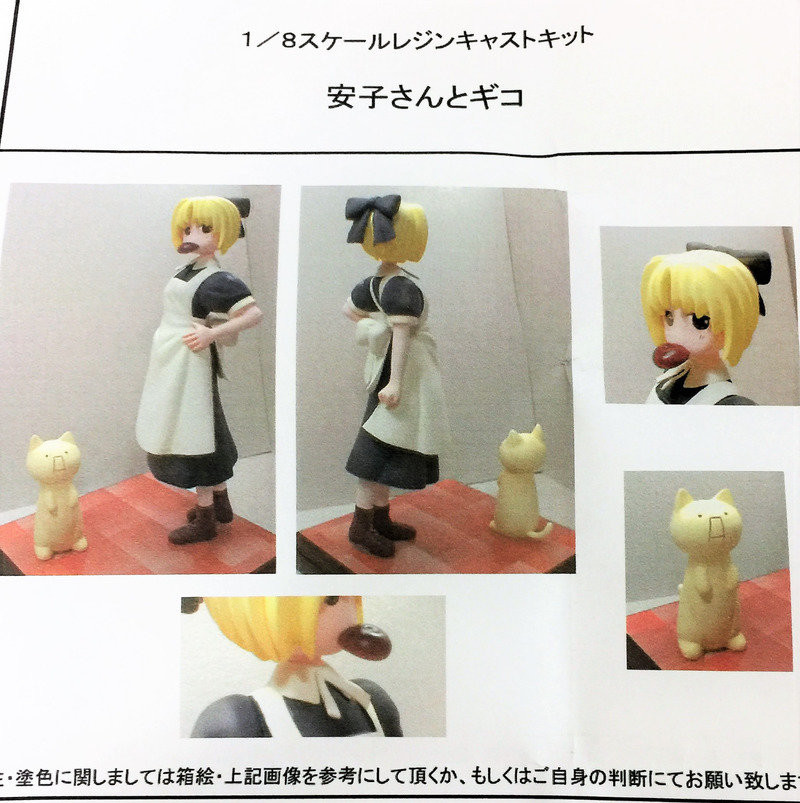 1／8スケールレジンキャストキット
安子さんとギコ
・塗色に関しましては箱絵・上記画像を参考にして頂くか、もしくはご自身の判断にてお願い致しま